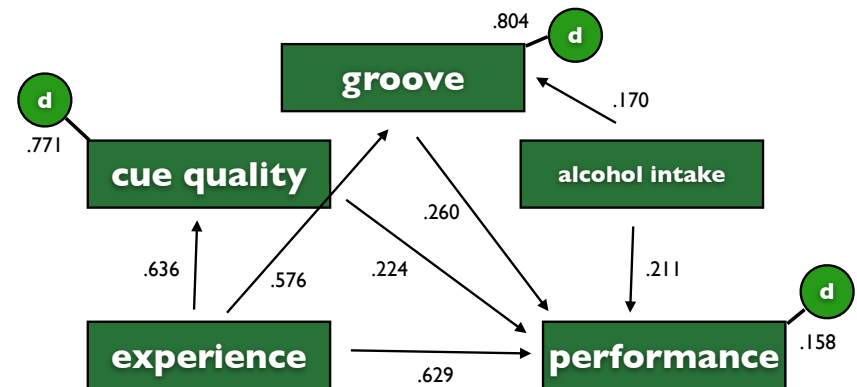 .804
d
groove
d
.170
.771
cue quality
alcohol intake
.260
.636
.576
.224
.211
d
experience
performance
.158
.629